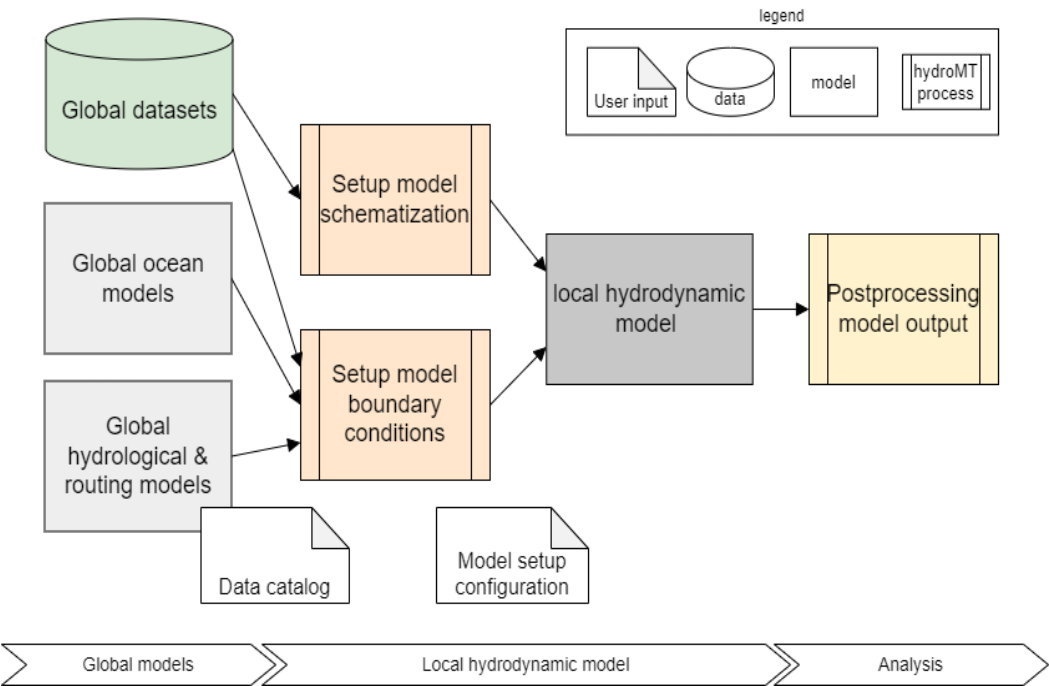 legend
User input
data
model
hydroMT
process
Global datasets
Setup model
schematization
Global ocean
models
local hydrodynamic
model
Postprocessing
model output
Setup model
boundary
conditions
Global
hydrological &
routing models
Data catalog
Model setup
configuration
Global models
Local hydrodynamic model
Analysis